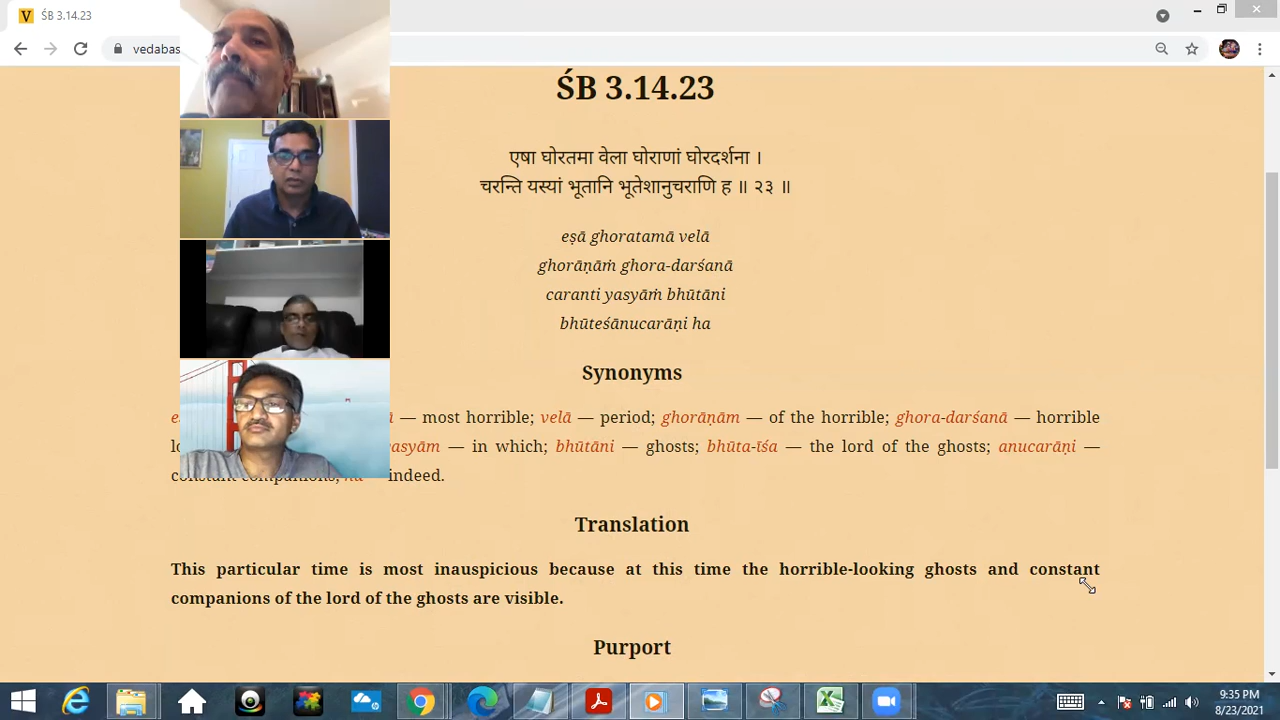 ŚB 3.14.23
vedabas
ŚB 3.14.23
एषा घोरतमा वेला घोराणां घोरदर्शना ।
चरन्ति यस्यां भूतानि भूतेशानुचराणि ह ॥ २३ ॥
eṣā ghoratamā velā
ghorāṇāṁ ghora-darśanā
caranti yasyāṁ bhūtāni
bhūteśānucarāṇi ha
Synonyms
— most horrible; velā — period; ghorāṇām — of the horrible; ghora-darśanā — horrible
yasyām — in which; bhūtāni — ghosts; bhūta-īśa — the lord of the ghosts; anucarāṇi —
constant companions; ha — indeed.
Translation
This particular time is most inauspicious because at this time the horrible-looking ghosts and constant
companions of the lord of the ghosts are visible.
Purport
9:35 PM
8/23/2021